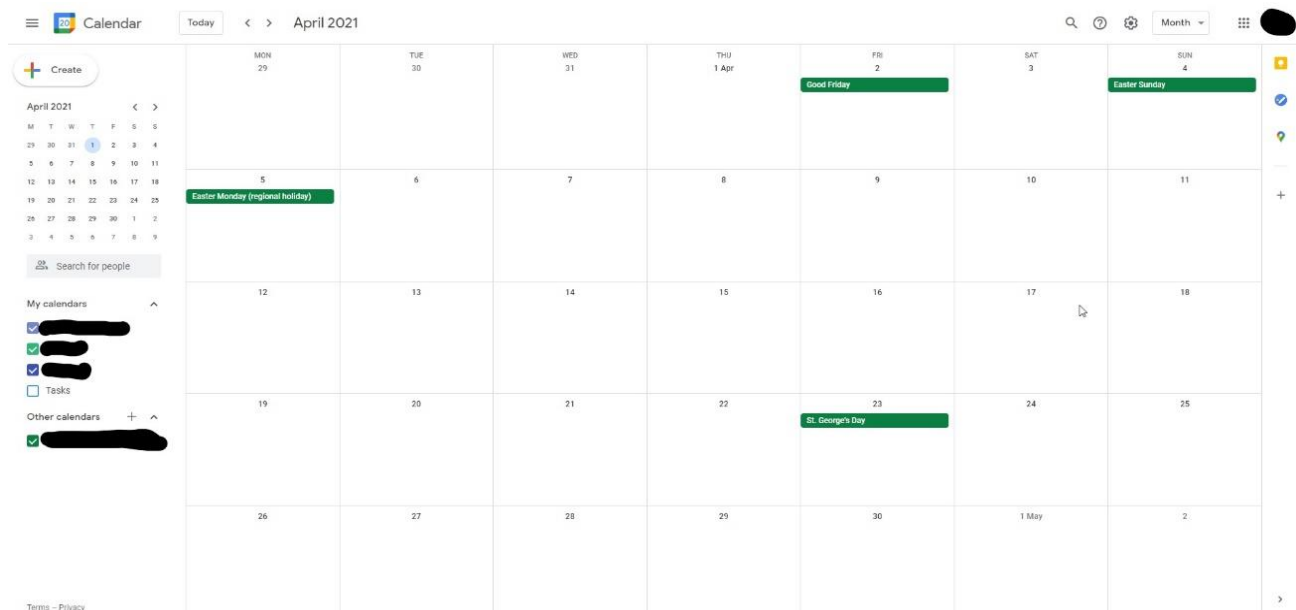 20 Calendar Today April 2021 Month
Create
April 2021
M T W T F S S
29 30 31 1 2 3 4
5 6 7 8 9 10 11
12 13 14 15 16 17 18
19 20 21 22 23 24 25
26 27 28 29 30 1 2
3 4 5 6 7 8 9
Search for people
My calendars
Tasks
Other calendars
Terms – Privacy
MON TUE WED THU FRI SAT SUN
29 30 31 1 Apr 2 3 4
Good Friday Easter Sunday
5 6 7 8 9 10 11
Easter Monday (regional holiday)
12 13 14 15 16 17 18
19 20 21 22 23 24 25
St. George's Day
26 27 28 29 30 1 May 2